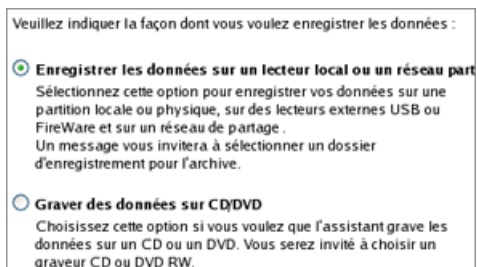 Veuillez indiquer la façon dont vous voulez enregistrer les données :
Enregistrer les données sur un lecteur local ou un réseau part
Sélectionnez cette option pour enregistrer vos données sur une
partition locale ou physique, sur des lecteurs externes USB ou
FireWare et sur un réseau de partage .
Un message vous invitera à sélectionner un dossier
d'enregistrement pour l'archive.
Graver des données sur CD/DVD
Choisissez cette option si vous voulez que l'assistant grave les
données sur un CD ou un DVD. Vous serez invité à choisir un
graveur CD ou DVD RW.